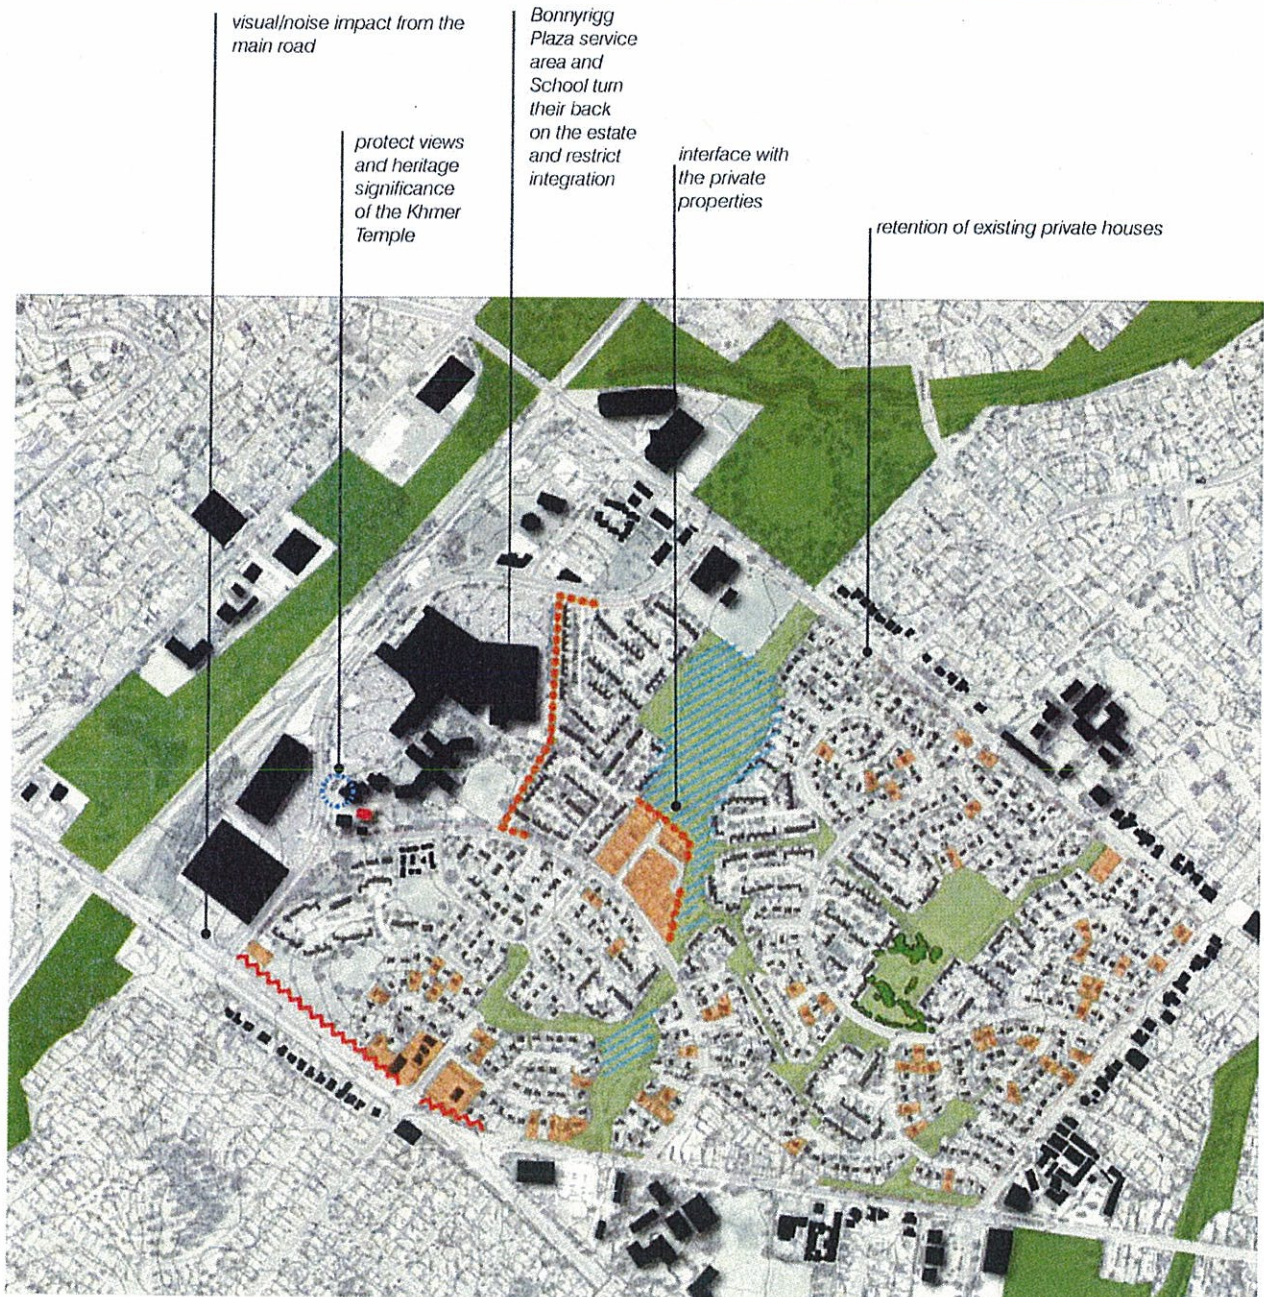 visual/noise impact from the
main road
protect views
and heritage
significance
of the Khmer
Temple
Bonnyrigg
Plaza service
area and
School turn
their back
on the estate
and restrict
integration
interface with
the private
properties
retention of existing private houses